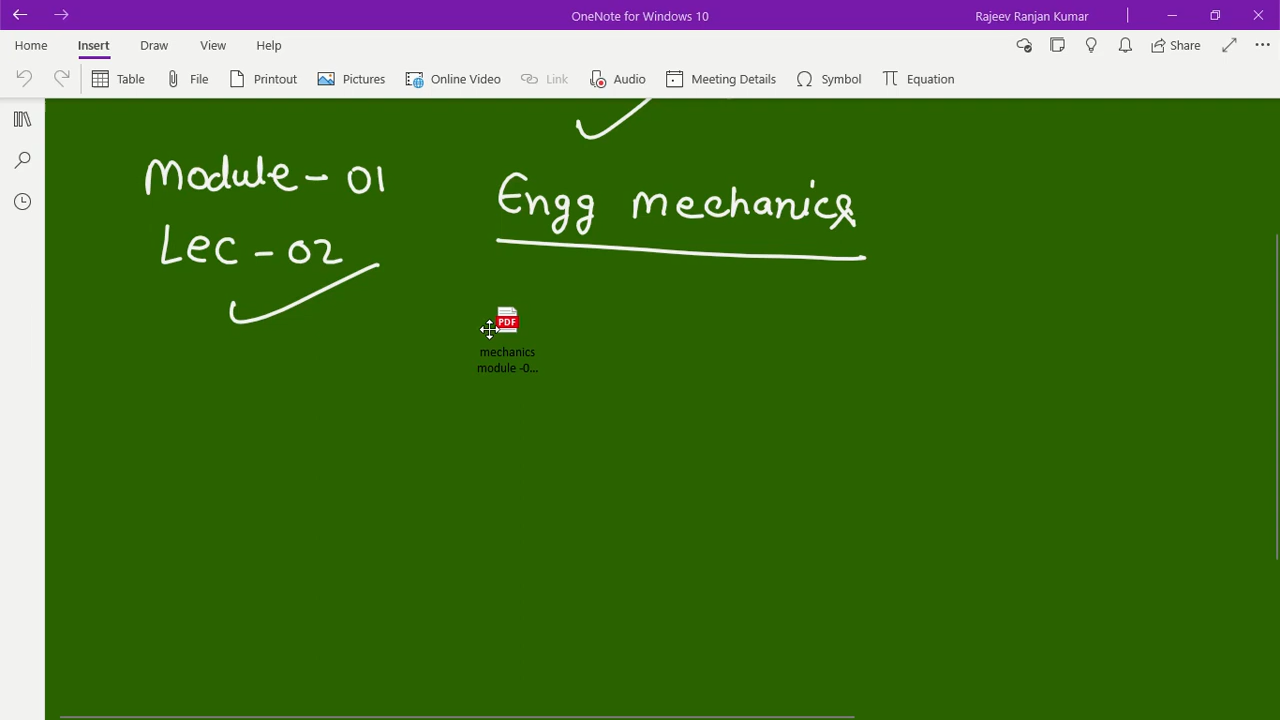 OneNote for Windows 10
Rajeev Ranjan Kumar
Home Insert Draw View Help
Share
Table File Printout Pictures Online Video Link Audio Meeting Details Symbol Equation
Module - 01
Lec - 02
Engg mechanics
PDF
mechanics
module -0...